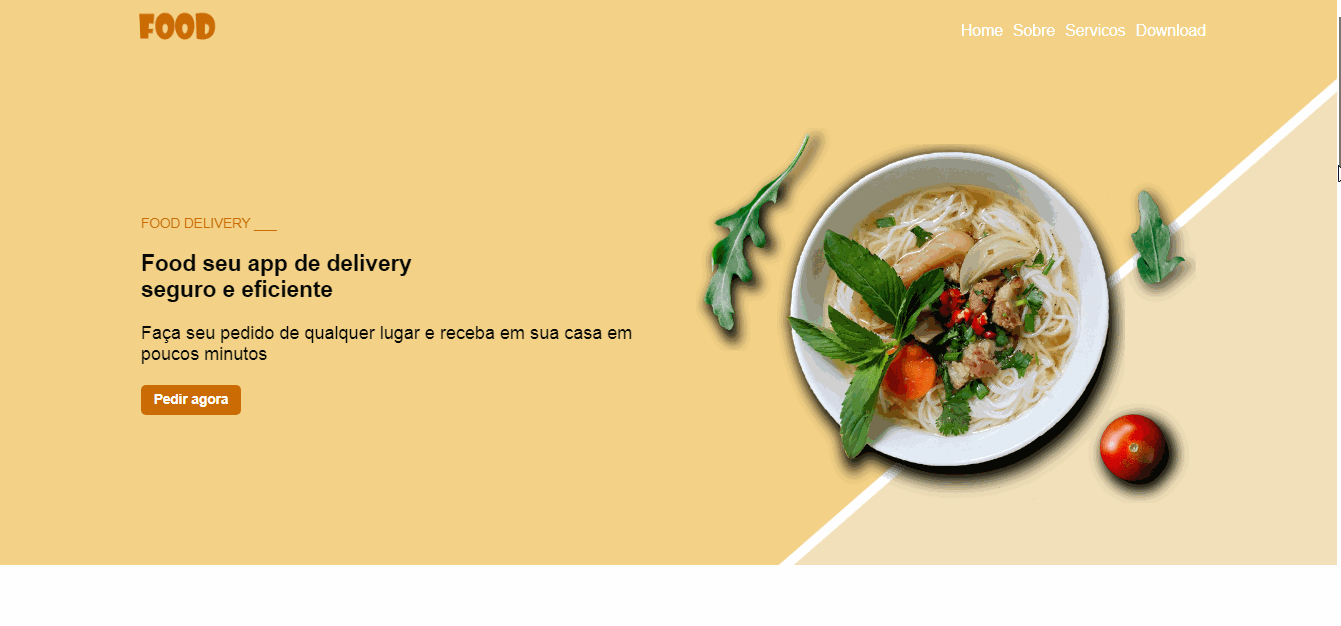 FOOD
Home Sobre Servicos Download
FOOD DELIVERY ___
Food seu app de delivery
seguro e eficiente
Faça seu pedido de qualquer lugar e receba em sua casa em
poucos minutos
Pedir agora